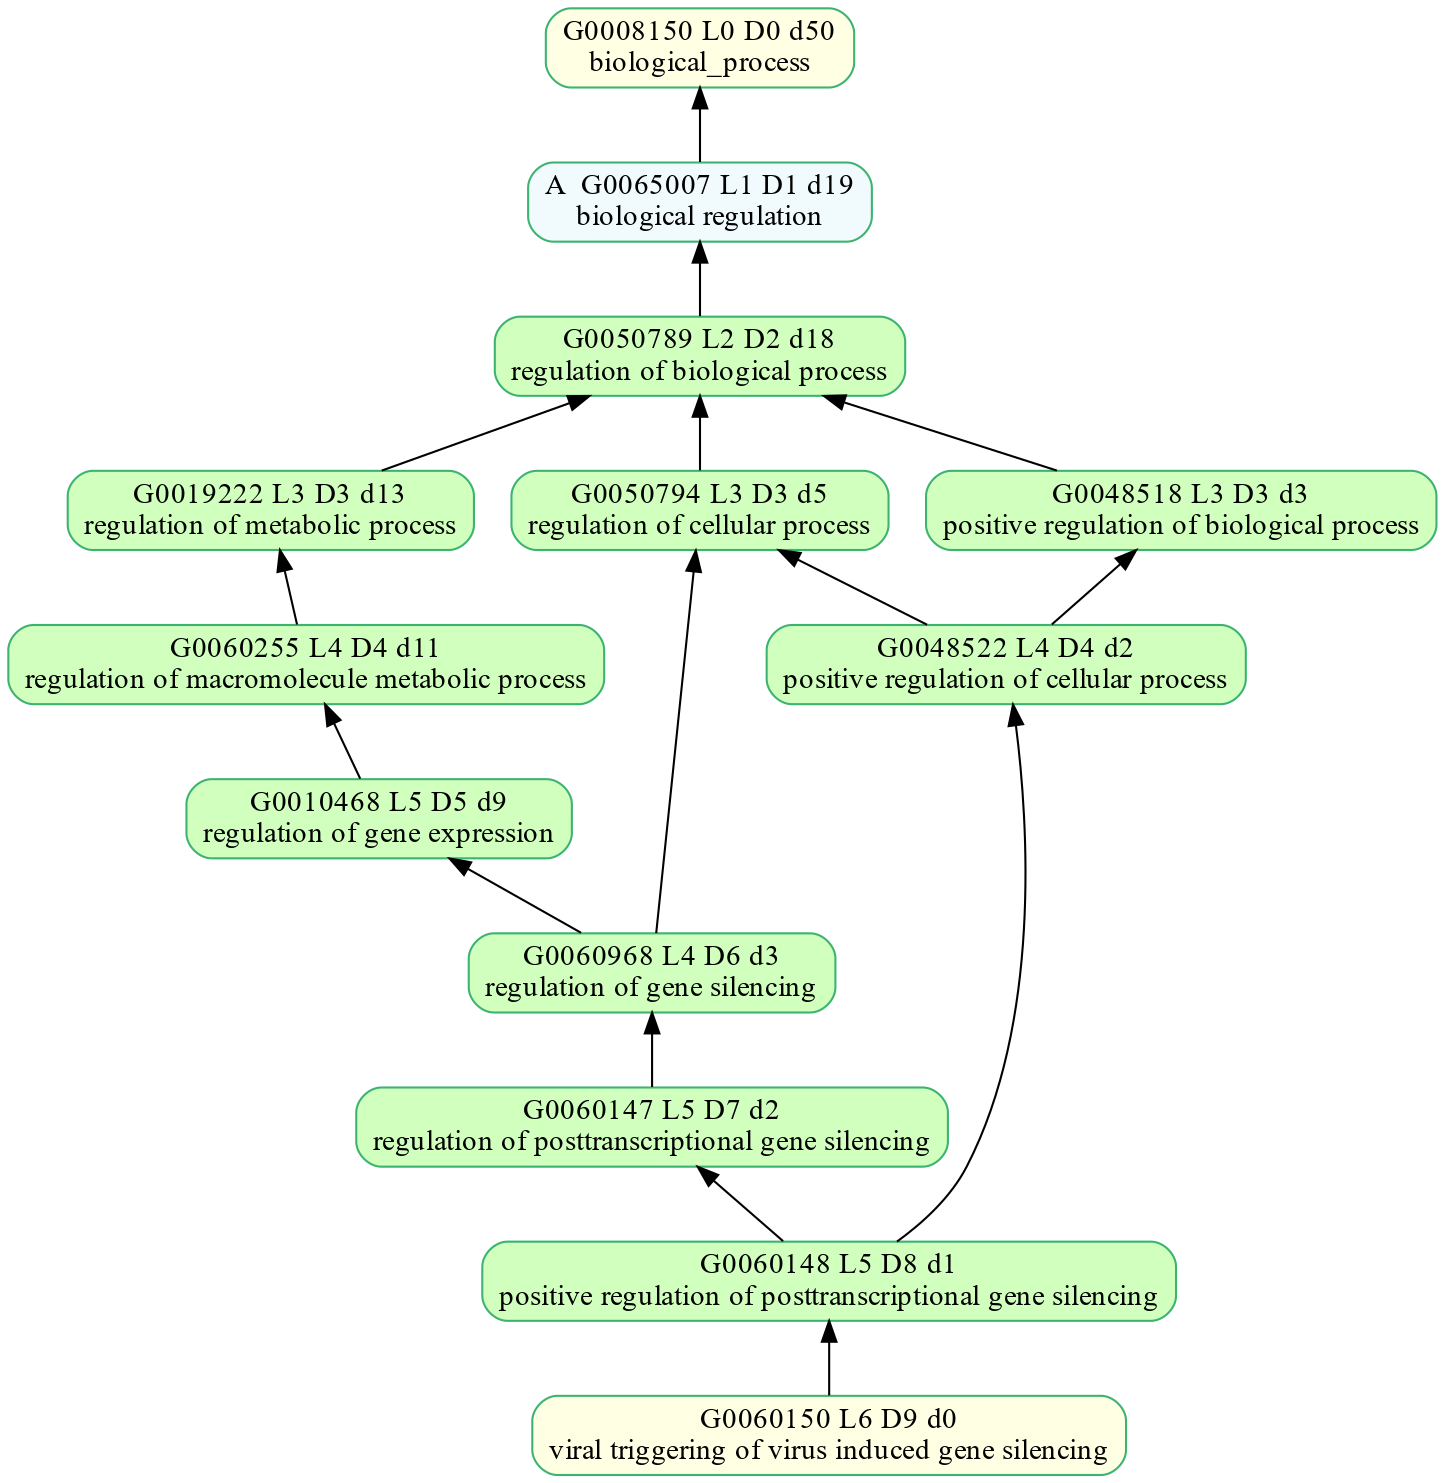 G0008150 L0 D0 d50
biological_process
A  G0065007 L1 D1 d19
biological regulation
G0050789 L2 D2 d18
regulation of biological process
G0019222 L3 D3 d13
regulation of metabolic process
G0050794 L3 D3 d5
regulation of cellular process
G0048518 L3 D3 d3
positive regulation of biological process
G0060255 L4 D4 d11
regulation of macromolecule metabolic process
G0048522 L4 D4 d2
positive regulation of cellular process
G0010468 L5 D5 d9
regulation of gene expression
G0060968 L4 D6 d3
regulation of gene silencing
G0060147 L5 D7 d2
regulation of posttranscriptional gene silencing
G0060148 L5 D8 d1
positive regulation of posttranscriptional gene silencing
G0060150 L6 D9 d0
viral triggering of virus induced gene silencing